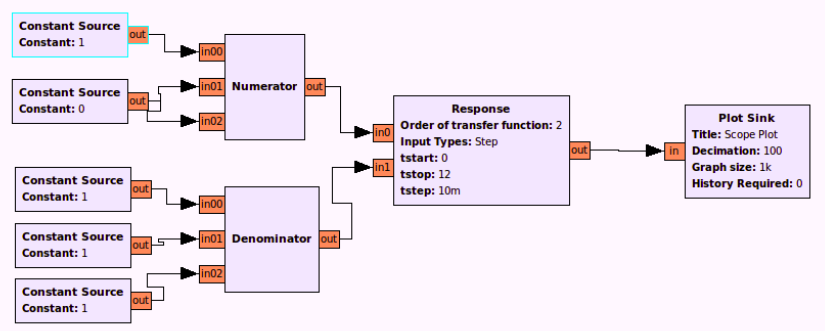 Constant Source
Constant: 1
out
in00
Constant Source
Constant: 0
out
in01
in02
Numerator
out
Constant Source
Constant: 1
out
in00
Constant Source
Constant: 1
out
in01
Constant Source
Constant: 1
out
in02
Denominator
out
in0
in1
Response
Order of transfer function: 2
Input Types: Step
tstart: 0
tstop: 12
tstep: 10m
out
in
Plot Sink
Title: Scope Plot
Decimation: 100
Graph size: 1k
History Required: 0